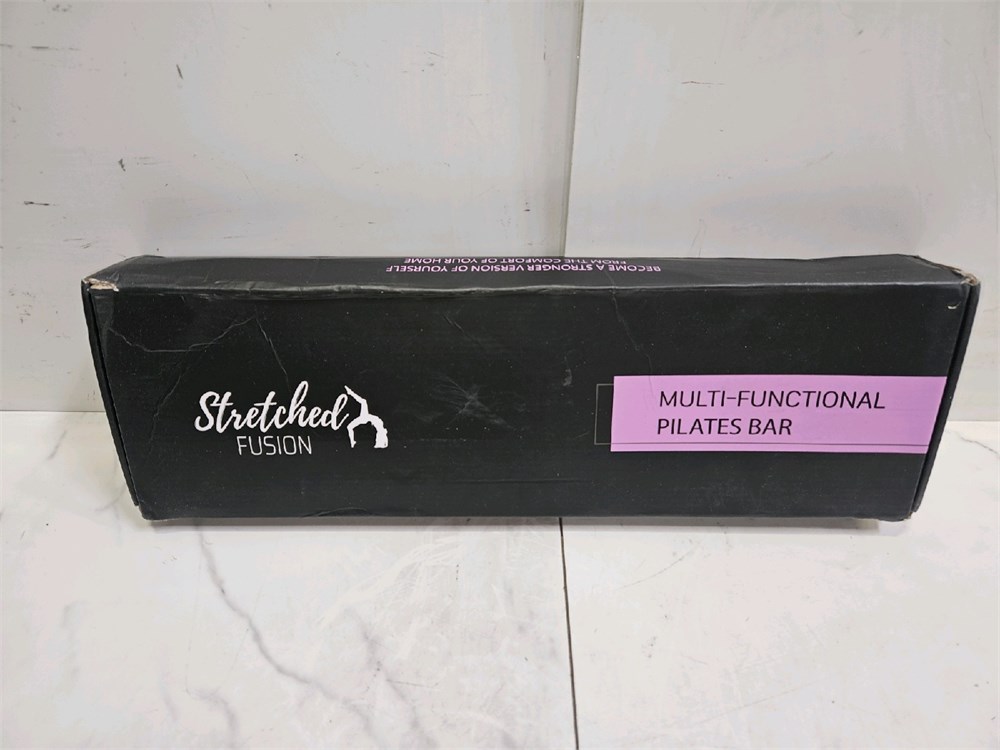 BECOME A STRONGER VERSION OF YOURSELF
FROM THE COMFORT OF YOUR HOME
Stretched
FUSION
MULTI-FUNCTIONAL
PILATES BAR